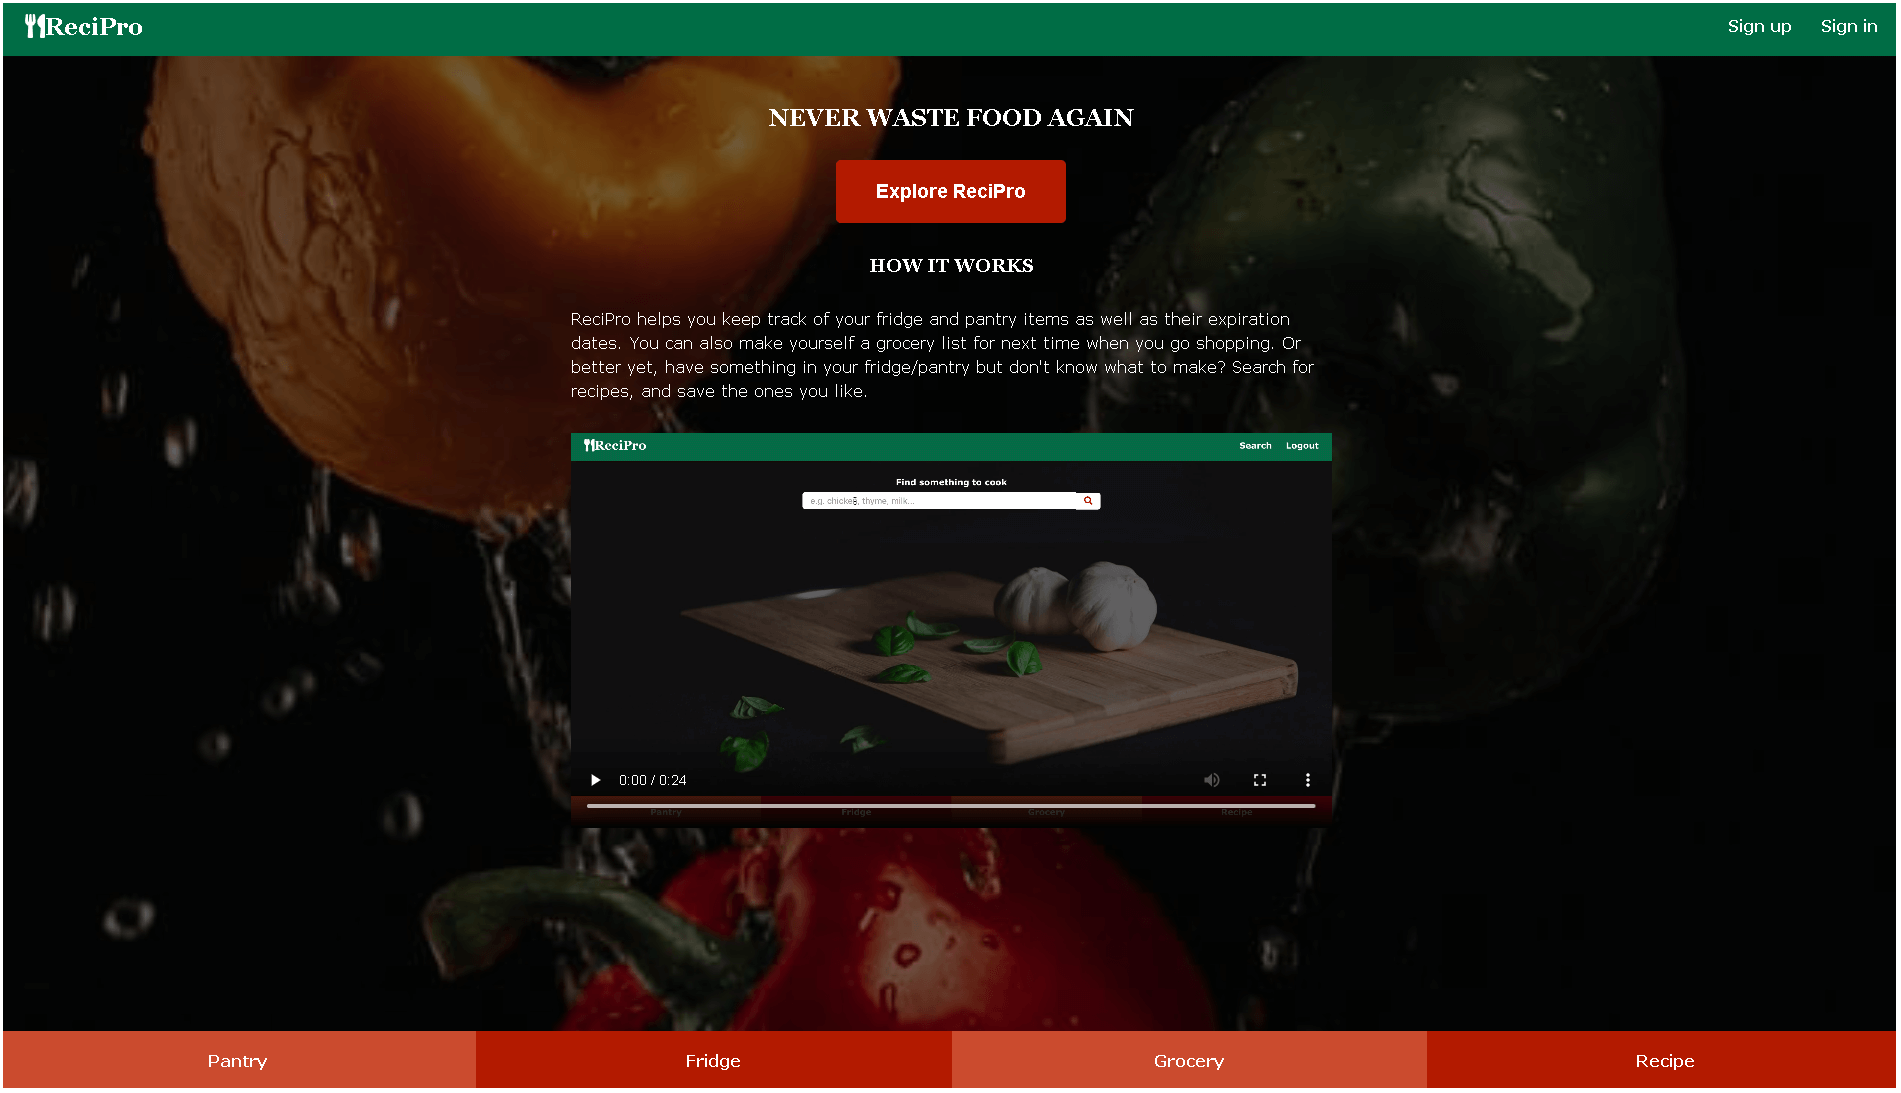 ReciPro
Sign up
Sign in
NEVER WASTE FOOD AGAIN
Explore ReciPro
HOW IT WORKS
ReciPro helps you keep track of your fridge and pantry items as well as their expiration
dates. You can also make yourself a grocery list for next time when you go shopping. Or
better yet, have something in your fridge/pantry but don't know what to make? Search for
recipes, and save the ones you like.
ReciPro
Search
Logout
Find something to cook
e.g. chicken, thyme, milk...
0:00 / 0:24
Pantry
Fridge
Grocery
Recipe
Pantry
Fridge
Grocery
Recipe